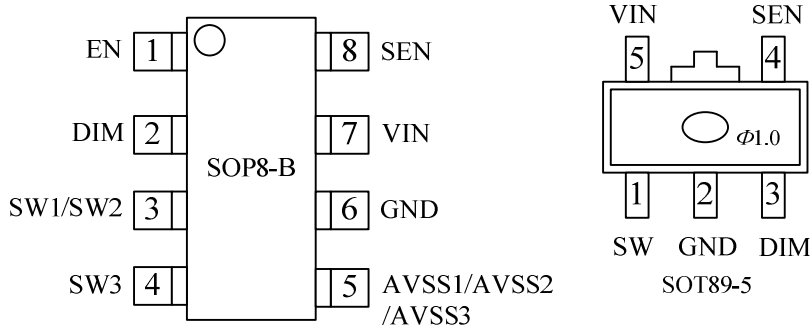 EN 1 8 SEN
DIM 2 7 VIN
SOP8-B
SW1/SW2 3 6 GND
SW3 4 5 AVSS1/AVSS2
/AVSS3
VIN SEN
5 4
Φ1.0
1 2 3
SW GND DIM
SOT89-5